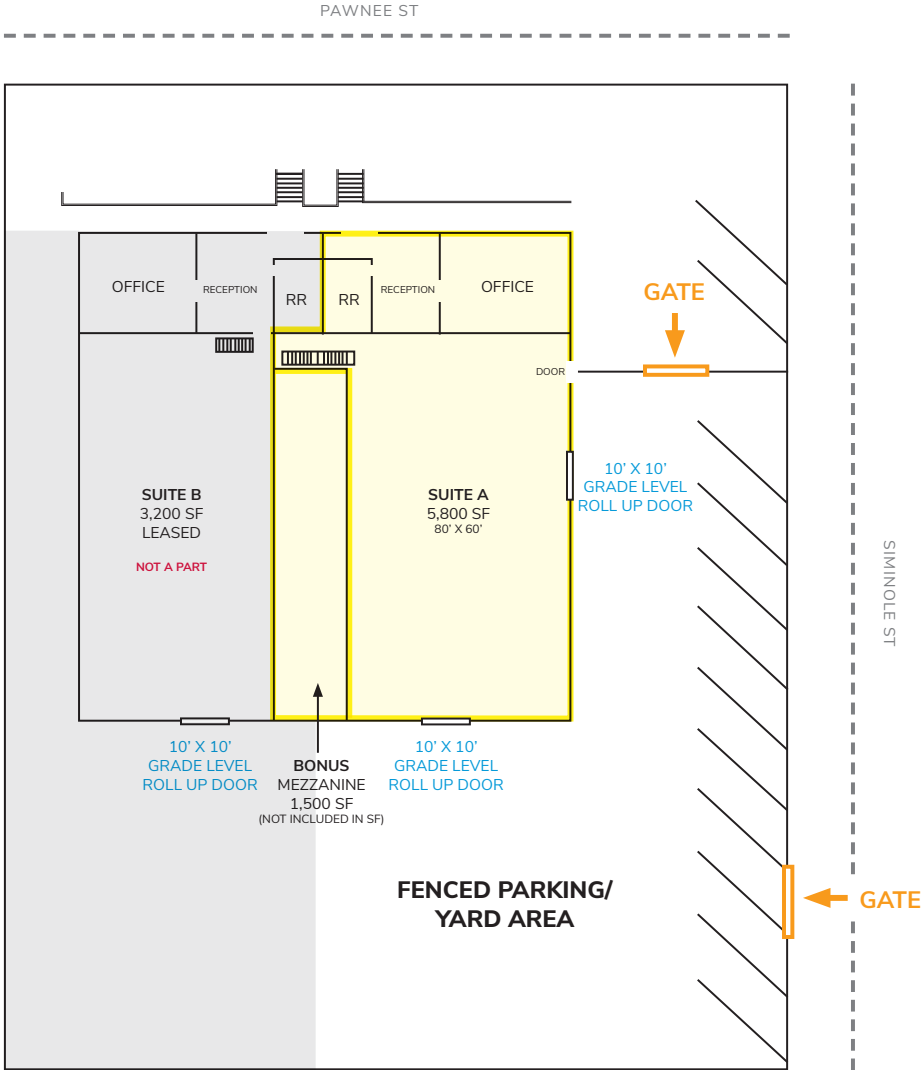 PAWNEE ST
OFFICE
RECEPTION
RR
RR
RECEPTION
OFFICE
GATE
DOOR
10’ X 10’
GRADE LEVEL
ROLL UP DOOR
SUITE B
3,200 SF
LEASED
NOT A PART
SUITE A
5,800 SF
80’ X 60’
SIMINOLE ST
10’ X 10’
GRADE LEVEL
ROLL UP DOOR
BONUS
MEZZANINE
1,500 SF
(NOT INCLUDED IN SF)
10’ X 10’
GRADE LEVEL
ROLL UP DOOR
FENCED PARKING/
YARD AREA
GATE